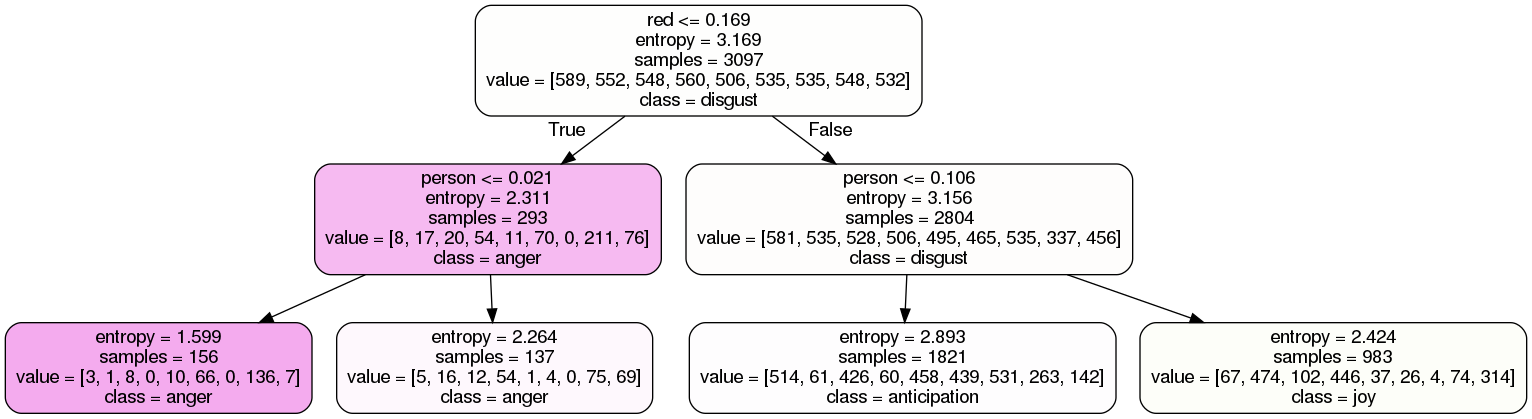 red <= 0.169
entropy = 3.169
samples = 3097
value = [589, 552, 548, 560, 506, 535, 535, 548, 532]
class = disgust
True
False
person <= 0.021
entropy = 2.311
samples = 293
value = [8, 17, 20, 54, 11, 70, 0, 211, 76]
class = anger
person <= 0.106
entropy = 3.156
samples = 2804
value = [581, 535, 528, 506, 495, 465, 535, 337, 456]
class = disgust
entropy = 1.599
samples = 156
value = [3, 1, 8, 0, 10, 66, 0, 136, 7]
class = anger
entropy = 2.264
samples = 137
value = [5, 16, 12, 54, 1, 4, 0, 75, 69]
class = anger
entropy = 2.893
samples = 1821
value = [514, 61, 426, 60, 458, 439, 531, 263, 142]
class = anticipation
entropy = 2.424
samples = 983
value = [67, 474, 102, 446, 37, 26, 4, 74, 314]
class = joy